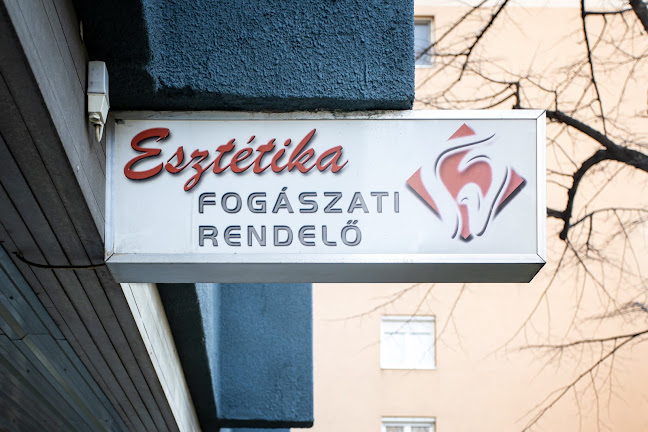 Esztétika
FOGÁSZATI
RENDELŐ